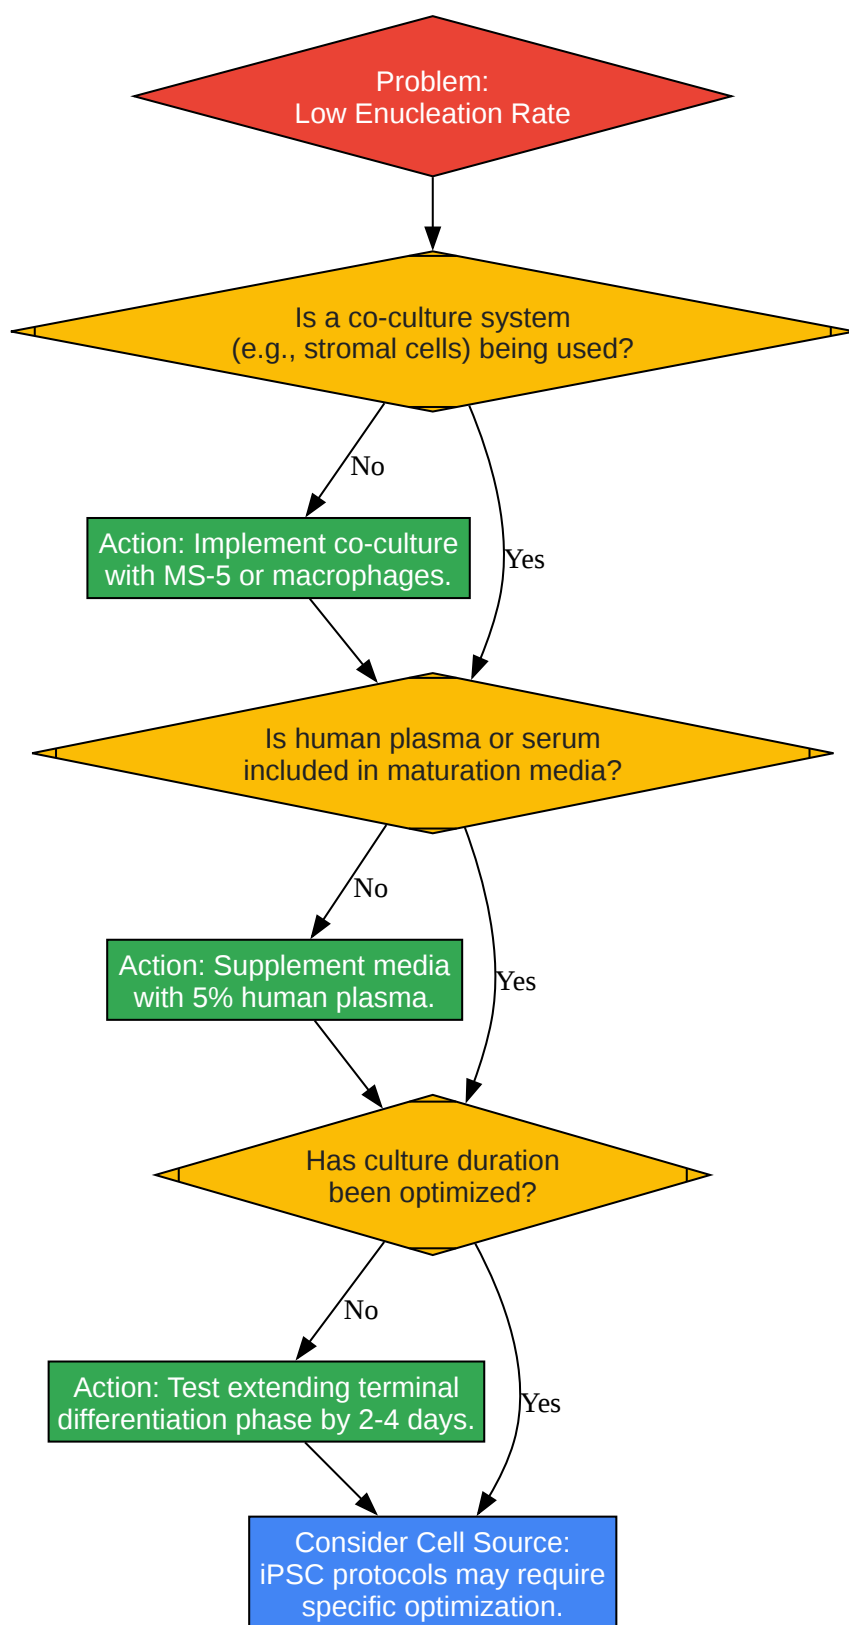 Problem:
Low Enucleation Rate
Is a co-culture system
(e.g., stromal cells) being used?
No
Action: Implement co-culture
with MS-5 or macrophages.
Yes
Is human plasma or serum
included in maturation media?
No
Action: Supplement media
with 5% human plasma.
Yes
Has culture duration
been optimized?
No
Action: Test extending terminal
differentiation phase by 2-4 days.
Yes
Consider Cell Source:
iPSC protocols may require
specific optimization.